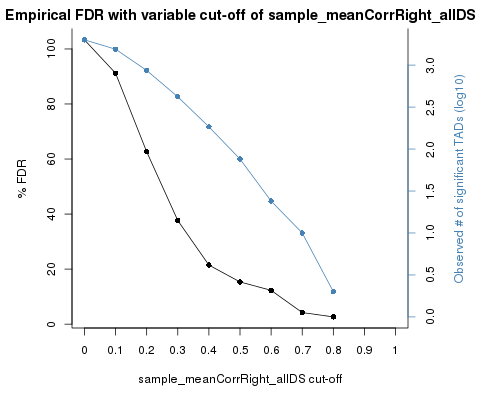 Empirical FDR with variable cut-off of sample_meanCorrRight_allDS
100
80
60
40
20
0
% FDR
3.0
2.5
2.0
1.5
1.0
0.5
0.0
Observed # of significant TADs (log10)
0 0.1 0.2 0.3 0.4 0.5 0.6 0.7 0.8 0.9 1
sample_meanCorrRight_allDS cut-off